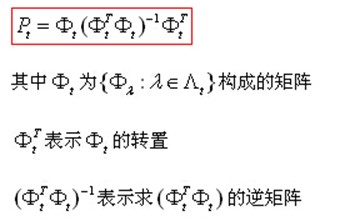 P_t = Φ_t (Φ_t^T Φ_t)^{-1} Φ_t^T
其中 Φ_t 为{Φ_λ : λ ∈ Λ_t}构成的矩阵
Φ_t^T 表示 Φ_t 的转置
(Φ_t^T Φ_t)^{-1} 表示求 (Φ_t^T Φ_t) 的逆矩阵